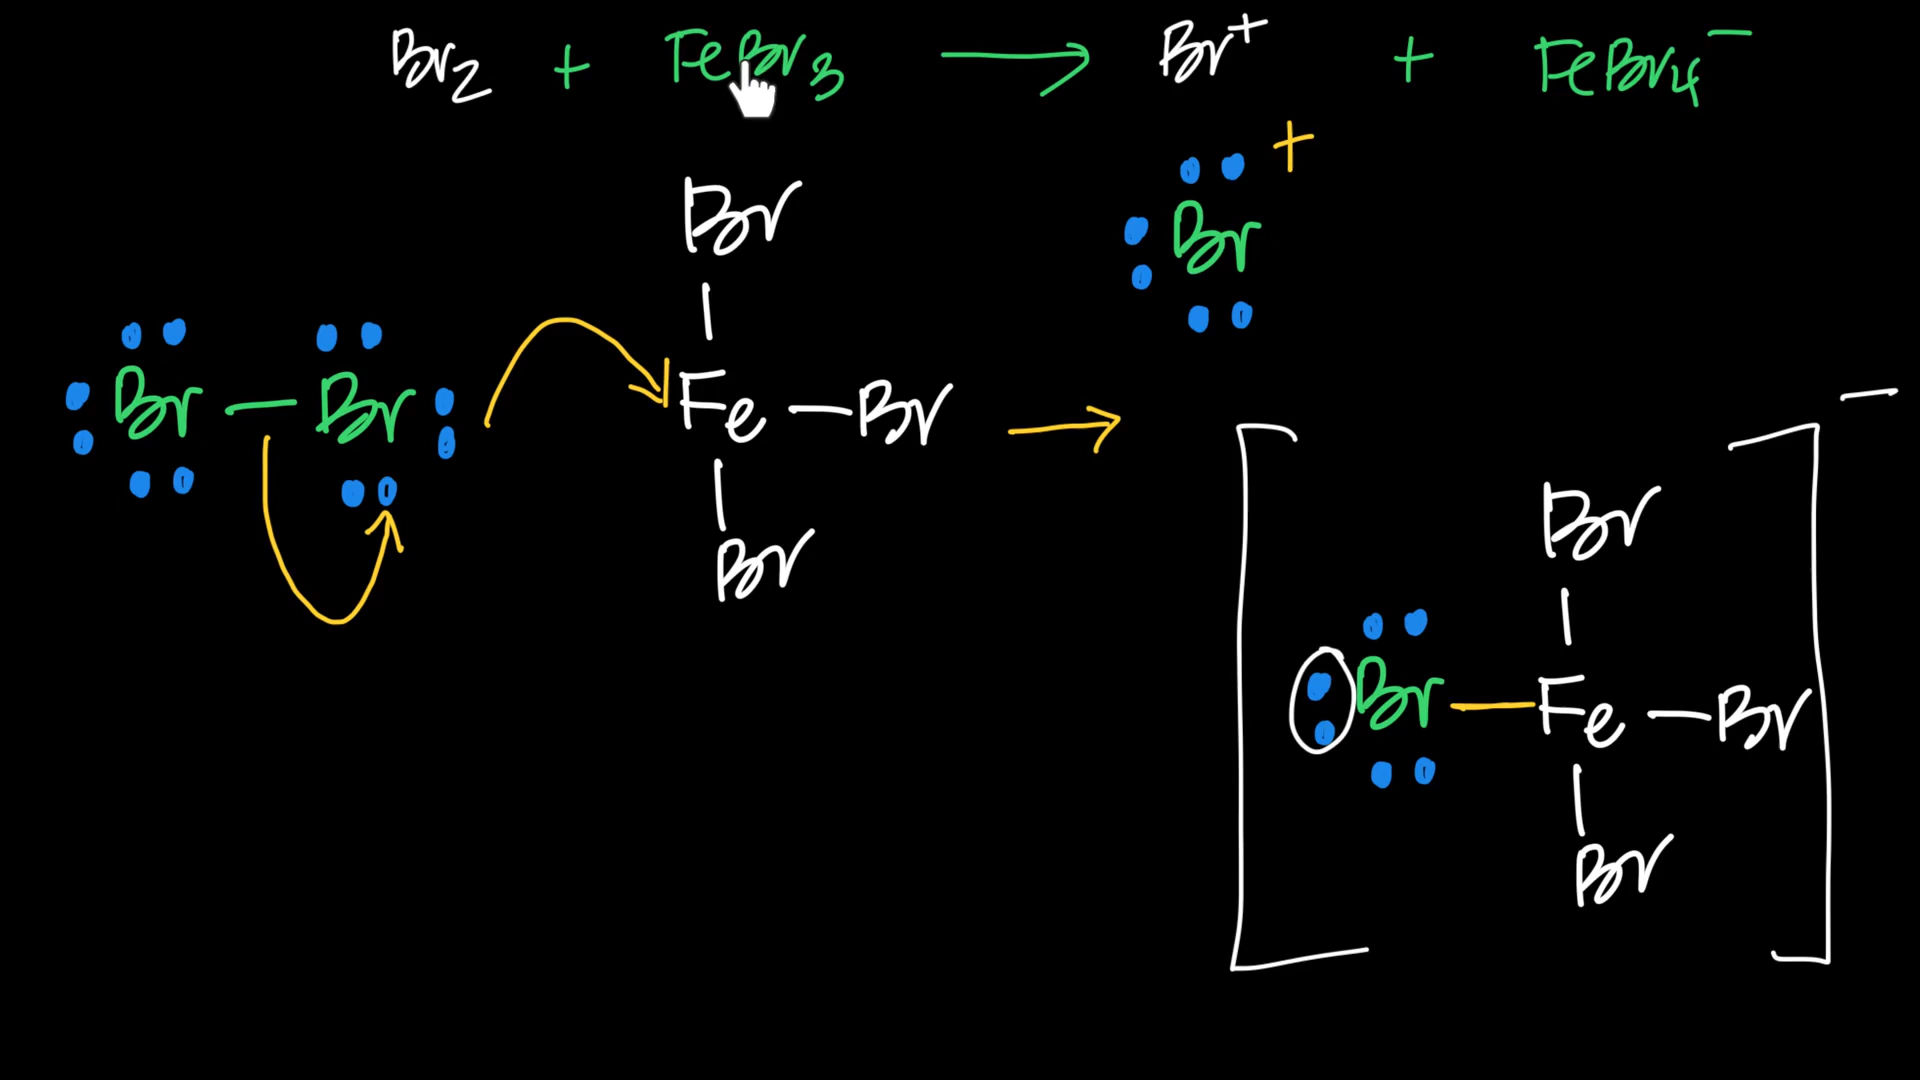 Br₂ + FeBr₃ → Br⁺ + FeBr₄⁻
Br
Br — Br
Fe — Br
Br
→
Br +
[ Br
Br — Fe — Br
Br ] −